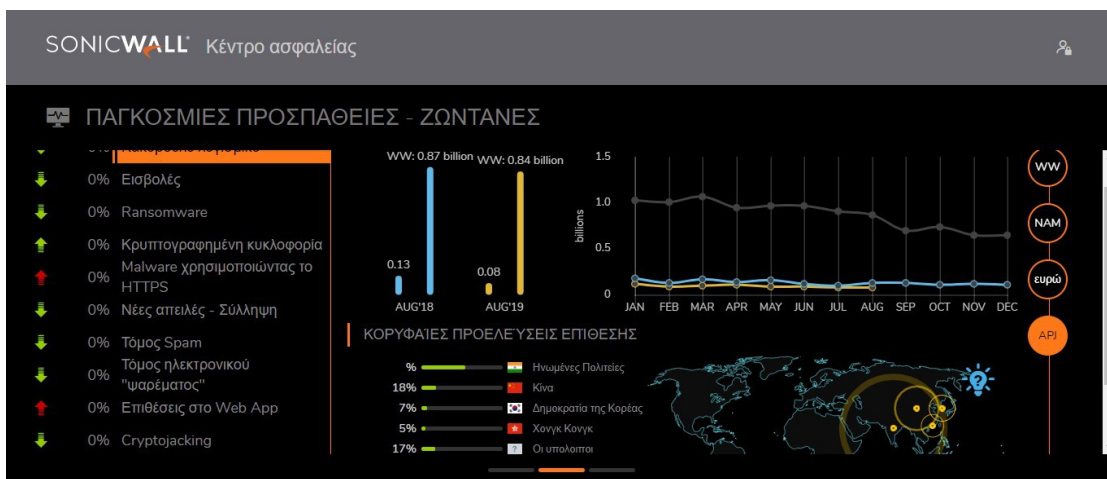 SONICWALL Κέντρο ασφαλείας
ΠΑΓΚΟΣΜΙΕΣ ΠΡΟΣΠΑΘΕΙΕΣ - ΖΩΝΤΑΝΕΣ
0% Εισβολές
0% Ransomware
0% Κρυπτογραφημένη κυκλοφορία
0% Malware χρησιμοποιώντας το
HTTPS
0% Νέες απειλές - Σύλληψη
0% Τόμος Spam
0% Τόμος ηλεκτρονικού
"ψαρέματος"
0% Επιθέσεις στο Web App
0% Cryptojacking
WW: 0.87 billion
WW: 0.84 billion
0.13
0.08
AUG'18
AUG'19
billions
1.5
1.0
0.5
0
JAN FEB MAR APR MAY JUN JUL AUG SEP OCT NOV DEC
WW
NAM
ευρώ
APJ
ΚΟΡΥΦΑΊΕΣ ΠΡΟΕΛΕΎΣΕΙΣ ΕΠΙΘΕΣΗΣ
% Ηνωμένες Πολιτείες
18% Κίνα
7% Δημοκρατία της Κορέας
5% Χονγκ Κονγκ
17% ? Οι υπολοιποι